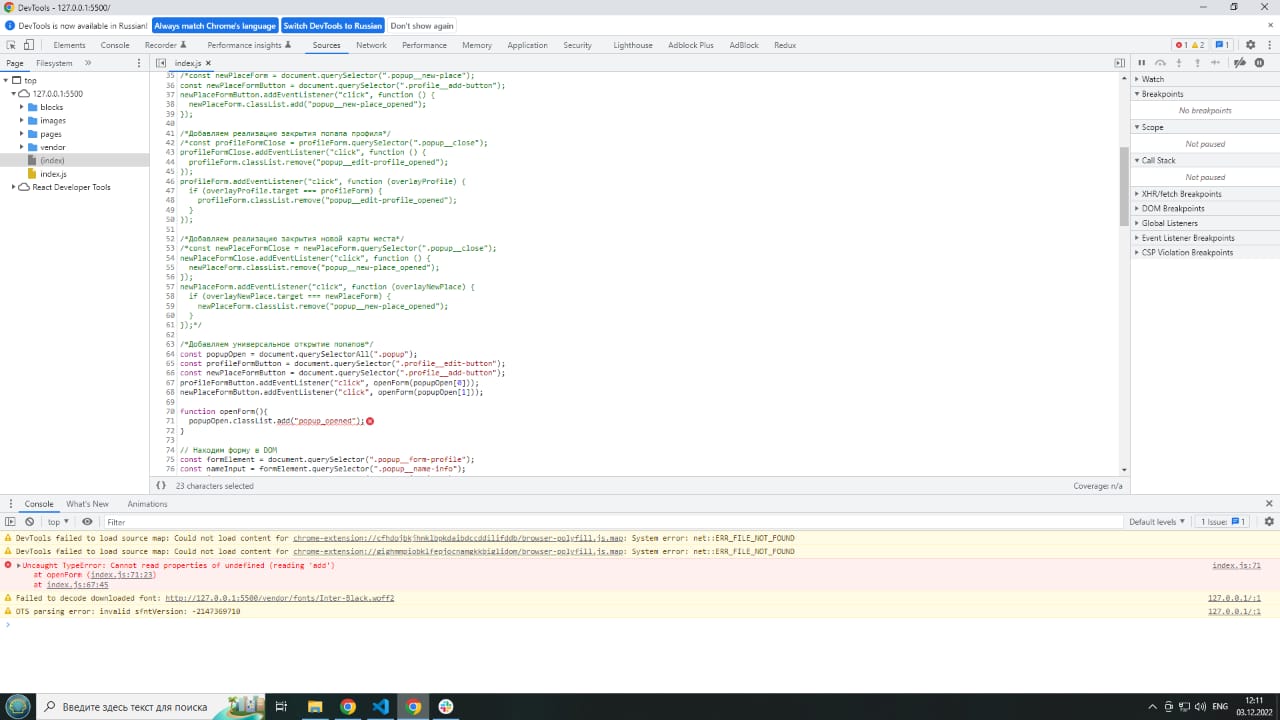 DevTools - 127.0.0.1:5500/
DevTools is now available in Russian! Always match Chrome's language Switch DevTools to Russian Don't show again
Elements Console Recorder Performance insights Sources Network Performance Memory Application Security Lighthouse Adblock Plus AdBlock Redux 1 2 1
Page Filesystem » index.js ×
top
127.0.0.1:5500
blocks
images
pages
vendor
(index)
index.js
React Developer Tools
35 /*const newPlaceForm = document.querySelector(".popup__new-place");
36 const newPlaceFormButton = document.querySelector(".profile__add-button");
37 newPlaceFormButton.addEventListener("click", function () {
38 newPlaceForm.classList.add("popup__new-place_opened");
39 });
40
41 /*Добавляем реализацию закрытия попапа профиля*/
42 /*const profileFormClose = profileForm.querySelector(".popup__close");
43 profileFormClose.addEventListener("click", function () {
44 profileForm.classList.remove("popup__edit-profile_opened");
45 });
46 profileForm.addEventListener("click", function (overlayProfile) {
47 if (overlayProfile.target === profileForm) {
48 profileForm.classList.remove("popup__edit-profile_opened");
49 }
50 });
51
52 /*Добавляем реализацию закрытия новой карты места*/
53 /*const newPlaceFormClose = newPlaceForm.querySelector(".popup__close");
54 newPlaceFormClose.addEventListener("click", function () {
55 newPlaceForm.classList.remove("popup__new-place_opened");
56 });
57 newPlaceForm.addEventListener("click", function (overlayNewPlace) {
58 if (overlayNewPlace.target === newPlaceForm) {
59 newPlaceForm.classList.remove("popup__new-place_opened");
60 }
61 });*/
62
63 /*Добавляем универсальное открытие попапов*/
64 const popupOpen = document.querySelectorAll(".popup");
65 const profileFormButton = document.querySelector(".profile__edit-button");
66 const newPlaceFormButton = document.querySelector(".profile__add-button");
67 profileFormButton.addEventListener("click", openForm(popupOpen[0]));
68 newPlaceFormButton.addEventListener("click", openForm(popupOpen[1]));
69
70 function openForm(){
71 popupOpen.classList.add("popup_opened");
72 }
73
74 // Находим форму в DOM
75 const formElement = document.querySelector(".popup__form-profile");
76 const nameInput = formElement.querySelector(".popup__name-info");
{} 23 characters selected Coverage: n/a
Watch
Breakpoints
No breakpoints
Scope
Not paused
Call Stack
Not paused
XHR/fetch Breakpoints
DOM Breakpoints
Global Listeners
Event Listener Breakpoints
CSP Violation Breakpoints
Console What's New Animations
top Filter Default levels 1 Issue: 1
DevTools failed to load source map: Could not load content for chrome-extension://cfhdojbkjhnklbpkdaibdccddilifddb/browser-polyfill.js.map: System error: net::ERR_FILE_NOT_FOUND
DevTools failed to load source map: Could not load content for chrome-extension://gighmmpiobklfepjocnamgkkbiglidom/browser-polyfill.js.map: System error: net::ERR_FILE_NOT_FOUND
Uncaught TypeError: Cannot read properties of undefined (reading 'add') index.js:71
at openForm (index.js:71:23)
at index.js:67:45
Failed to decode downloaded font: http://127.0.0.1:5500/vendor/fonts/Inter-Black.woff2 127.0.0.1/:1
OTS parsing error: invalid sfntVersion: -2147369710 127.0.0.1/:1
Введите здесь текст для поиска
ENG 12:11
03.12.2022